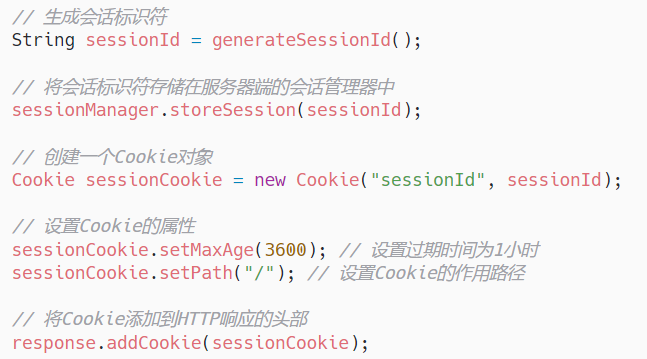 // 生成会话标识符
String sessionId = generateSessionId();
// 将会话标识符存储在服务器端的会话管理器中
sessionManager.storeSession(sessionId);
// 创建一个Cookie对象
Cookie sessionCookie = new Cookie("sessionId", sessionId);
// 设置Cookie的属性
sessionCookie.setMaxAge(3600); // 设置过期时间为1小时
sessionCookie.setPath("/"); // 设置Cookie的作用路径
// 将Cookie添加到HTTP响应的头部
response.addCookie(sessionCookie);